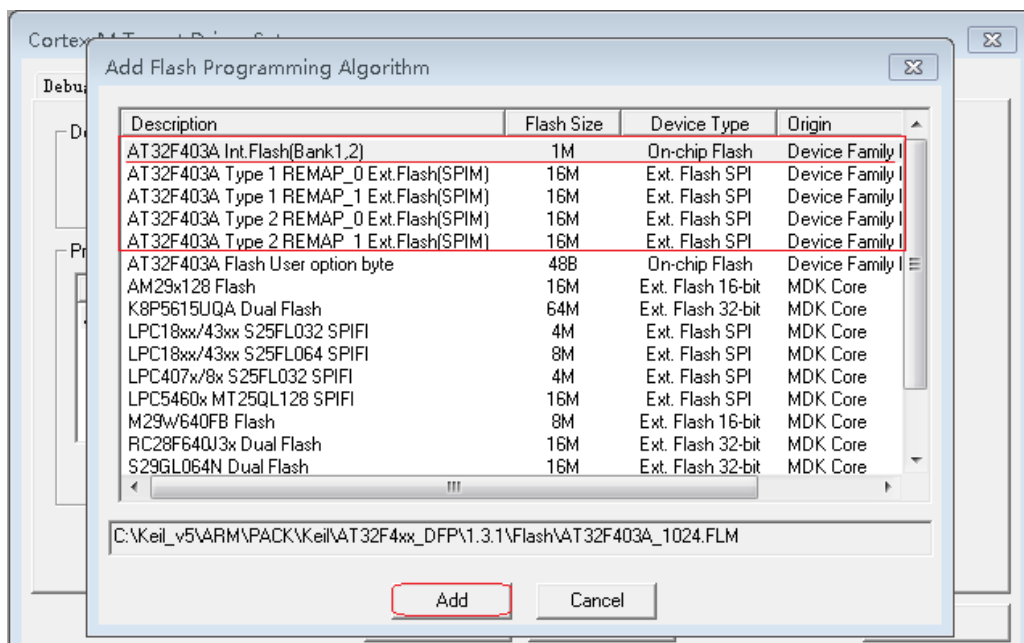 Cortex
Add Flash Programming Algorithm
Debug
Description Flash Size Device Type Origin
AT32F403A Int.Flash(Bank1,2) 1M On-chip Flash Device Family
AT32F403A Type 1 REMAP_0 Ext.Flash(SPIM) 16M Ext. Flash SPI Device Family
AT32F403A Type 1 REMAP_1 Ext.Flash(SPIM) 16M Ext. Flash SPI Device Family
AT32F403A Type 2 REMAP_0 Ext.Flash(SPIM) 16M Ext. Flash SPI Device Family
AT32F403A Type 2 REMAP_1 Ext.Flash(SPIM) 16M Ext. Flash SPI Device Family
AT32F403A Flash User option byte 48B On-chip Flash Device Family
AM29x128 Flash 16M Ext. Flash 16-bit MDK Core
K8P5615UQA Dual Flash 64M Ext. Flash 32-bit MDK Core
LPC18xx/43xx S25FL032 SPIFI 4M Ext. Flash SPI MDK Core
LPC18xx/43xx S25FL064 SPIFI 8M Ext. Flash SPI MDK Core
LPC407x/8x S25FL032 SPIFI 4M Ext. Flash SPI MDK Core
LPC5460x MT25QL128 SPIFI 16M Ext. Flash SPI MDK Core
M29W640FB Flash 8M Ext. Flash 16-bit MDK Core
RC28F640J3x Dual Flash 16M Ext. Flash 32-bit MDK Core
S29GL064N Dual Flash 16M Ext. Flash 32-bit MDK Core
C:\Keil_v5\ARM\PACK\Keil\AT32F4xx_DFP\1.3.1\Flash\AT32F403A_1024.FLM
Add Cancel